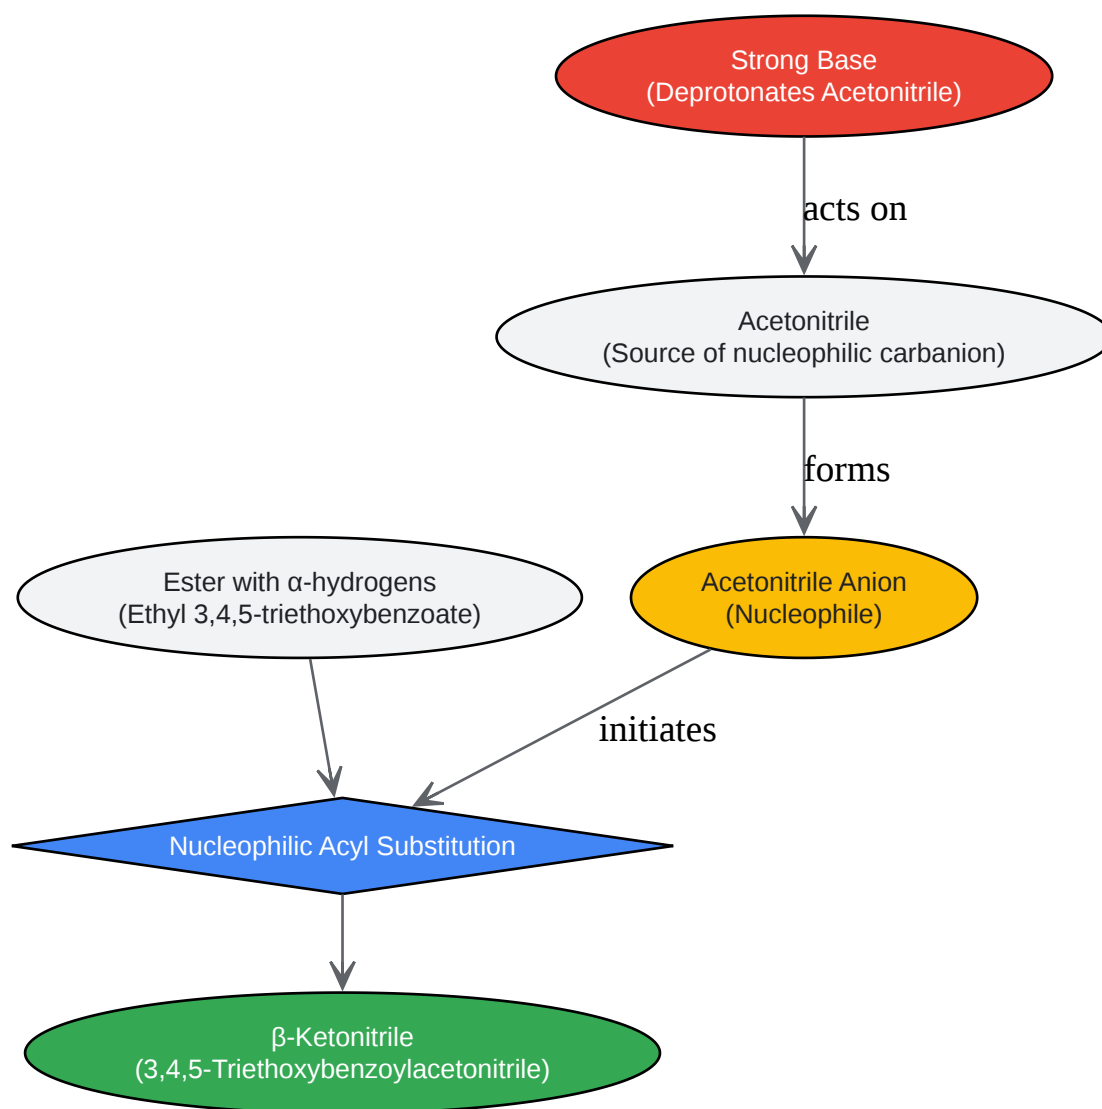 Strong Base
(Deprotonates Acetonitrile)
acts on
Acetonitrile
(Source of nucleophilic carbanion)
forms
Ester with α-hydrogens
(Ethyl 3,4,5-triethoxybenzoate)
Acetonitrile Anion
(Nucleophile)
initiates
Nucleophilic Acyl Substitution
β-Ketonitrile
(3,4,5-Triethoxybenzoylacetonitrile)